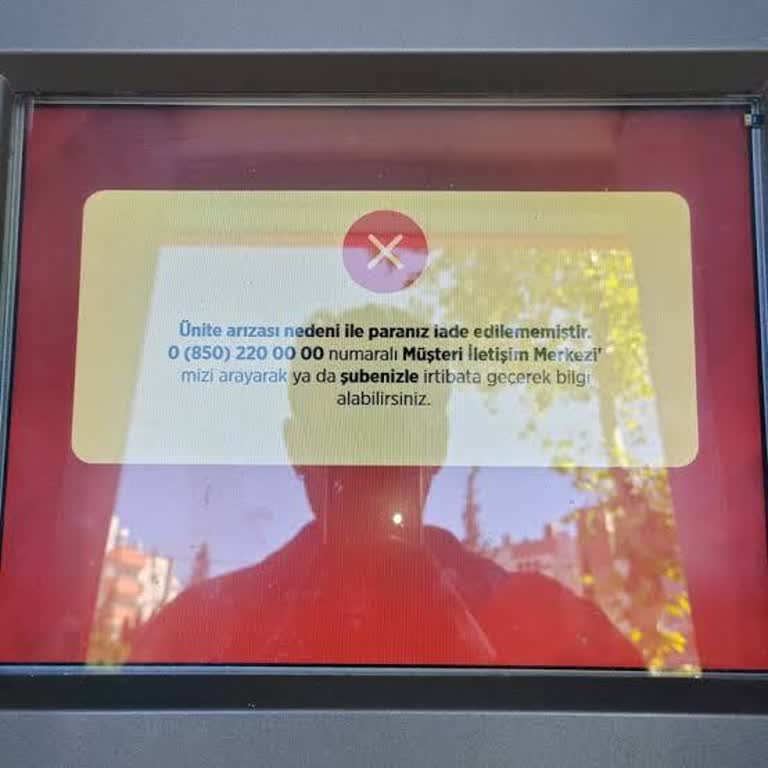 Ünite arızası nedeni ile paranız iade edilememiştir.
0 (850) 220 00 00 numaralı Müşteri İletişim Merkezi'
mizi arayarak ya da şubenizle irtibata geçerek bilgi
alabilirsiniz.